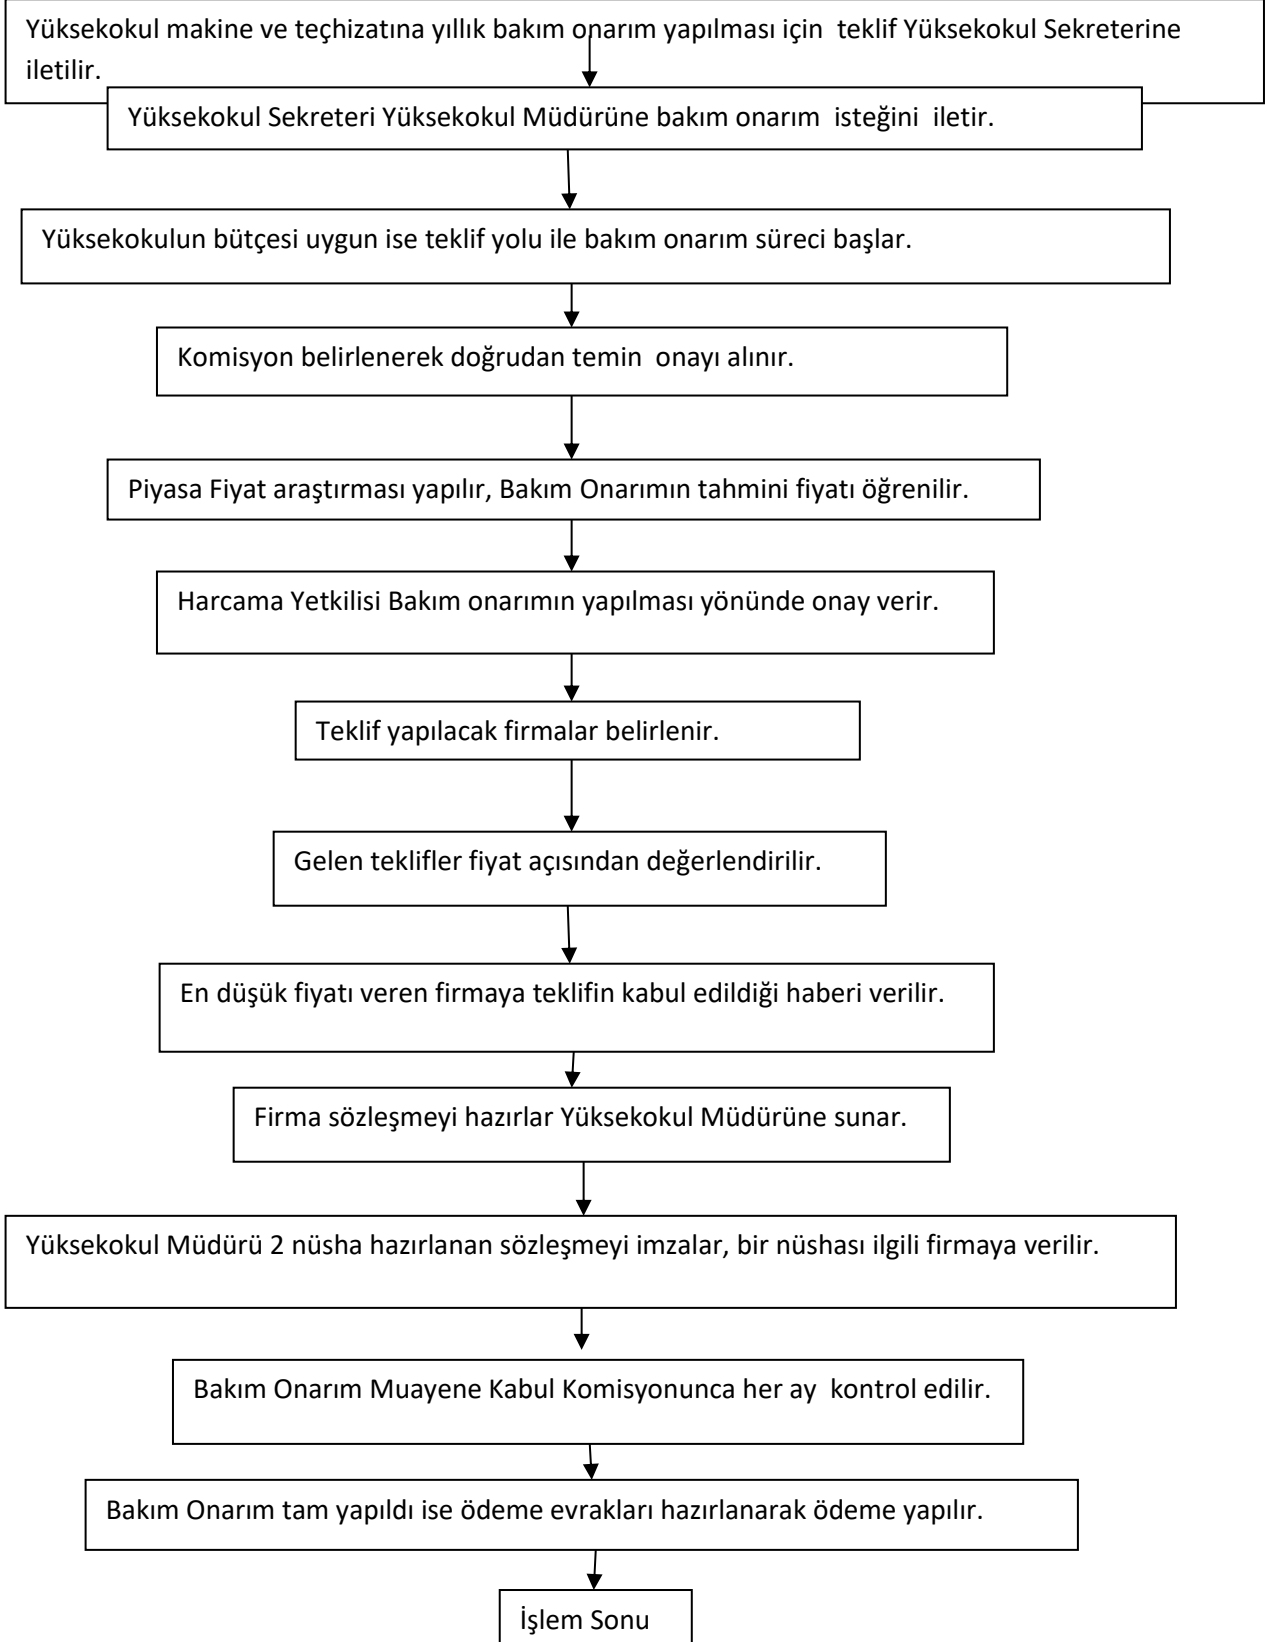 Yüksekokul makine ve teçhizatına yıllık bakım onarım yapılması için  teklif Yüksekokul Sekreterine
iletilir.
Yüksekokul Sekreteri Yüksekokul Müdürüne bakım onarım  isteğini  iletir.
Yüksekokulun bütçesi uygun ise teklif yolu ile bakım onarım süreci başlar.
Komisyon belirlenerek doğrudan temin  onayı alınır.
Piyasa Fiyat araştırması yapılır, Bakım Onarımın tahmini fiyatı öğrenilir.
Harcama Yetkilisi Bakım onarımın yapılması yönünde onay verir.
Teklif yapılacak firmalar belirlenir.
Gelen teklifler fiyat açısından değerlendirilir.
En düşük fiyatı veren firmaya teklifin kabul edildiği haberi verilir.
Firma sözleşmeyi hazırlar Yüksekokul Müdürüne sunar.
Yüksekokul Müdürü 2 nüsha hazırlanan sözleşmeyi imzalar, bir nüshası ilgili firmaya verilir.
Bakım Onarım Muayene Kabul Komisyonunca her ay  kontrol edilir.
Bakım Onarım tam yapıldı ise ödeme evrakları hazırlanarak ödeme yapılır.
İşlem Sonu